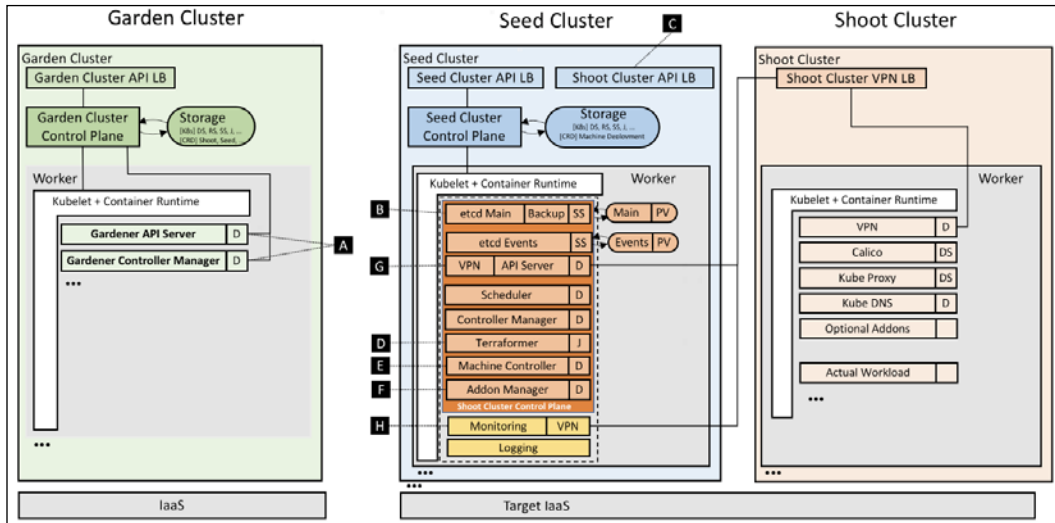 Garden Cluster
Seed Cluster
Shoot Cluster
C
Garden Cluster
Garden Cluster API LB
Garden Cluster
Control Plane
Storage
[K8s] DS, RS, SS, J, ...
[CRD] Shoot, Seed, ...
Worker
Kubelet + Container Runtime
Gardener API Server D
Gardener Controller Manager D
•••
•••
IaaS
A
Seed Cluster
Seed Cluster API LB
Shoot Cluster API LB
Seed Cluster
Control Plane
Storage
[K8s] DS, RS, SS, J, ...
[CRD] Machine Deployment
Kubelet + Container Runtime
Worker
B
etcd Main Backup SS
Main PV
etcd Events SS
Events PV
G
VPN API Server D
Scheduler D
Controller Manager D
D
Terraformer J
E
Machine Controller D
F
Addon Manager D
Shoot Cluster Control Plane
H
Monitoring VPN
Logging
•••
•••
Target IaaS
Shoot Cluster
Shoot Cluster VPN LB
Worker
Kubelet + Container Runtime
VPN D
Calico DS
Kube Proxy DS
Kube DNS D
Optional Addons
Actual Workload
•••
•••
•••